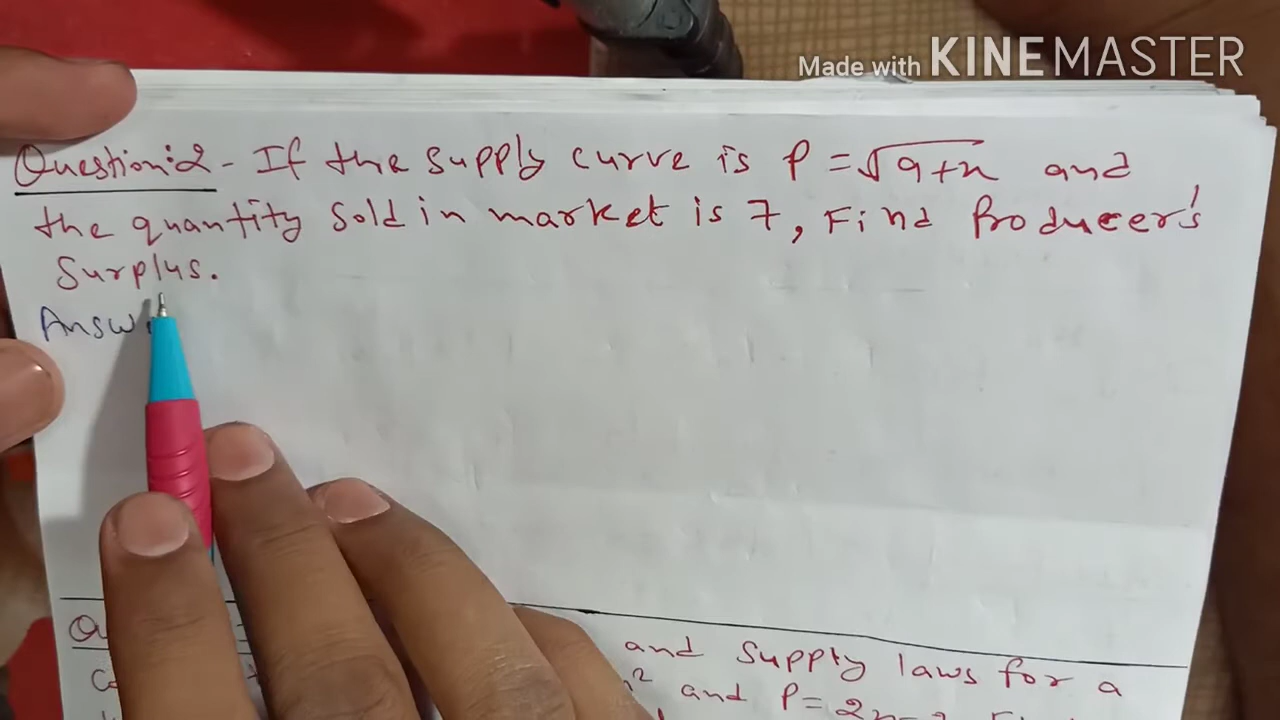 Made with KINEMASTER
Question:2 - If the supply curve is P = √9+x and
the quantity sold in market is 7, Find Producer's
Surplus.
and supply laws for a
and P = 2x